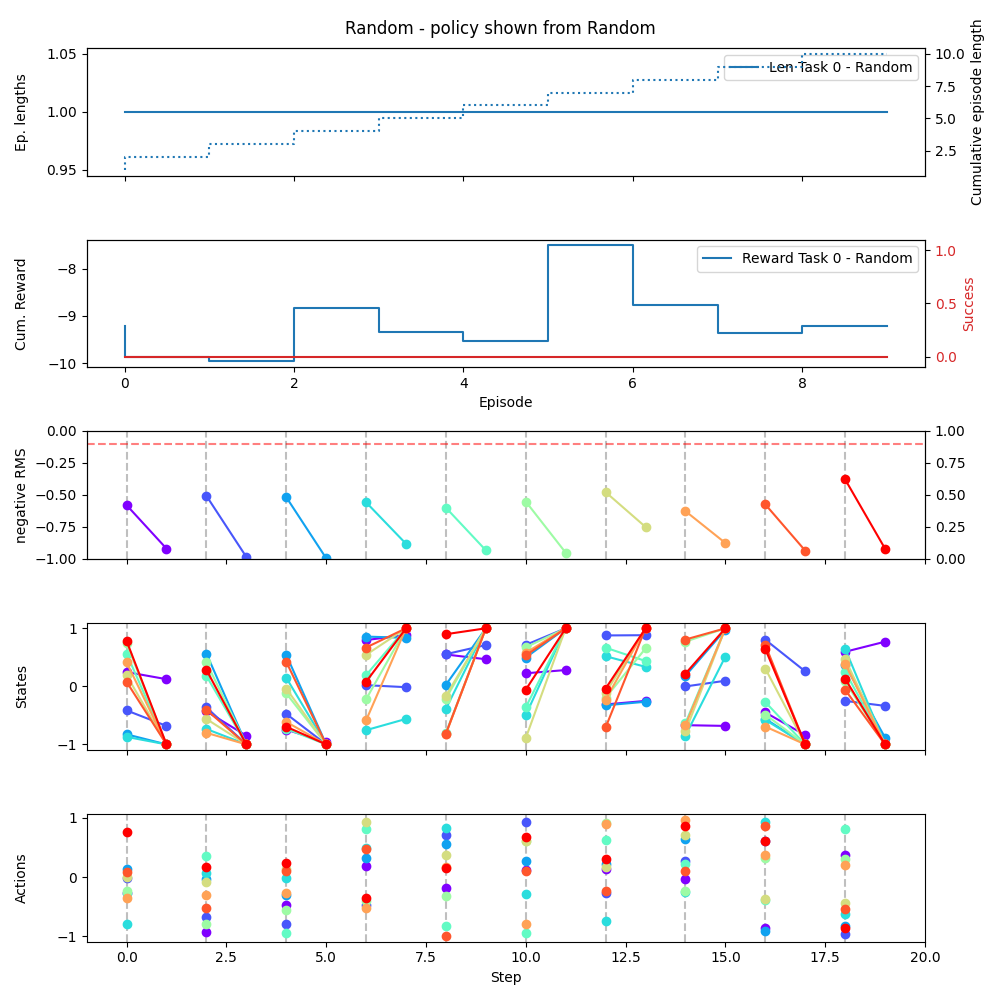 Random - policy shown from Random
Ep. lengths
1.05
1.00
0.95
Len Task 0 - Random
10.0
7.5
5.0
2.5
Cumulative episode length
Cum. Reward
−8
−9
−10
Reward Task 0 - Random
1.0
0.5
0.0
Success
0 2 4 6 8
Episode
negative RMS
0.00
−0.25
−0.50
−0.75
−1.00
1.00
0.75
0.50
0.25
0.00
States
1
0
−1
Actions
1
0
−1
0.0 2.5 5.0 7.5 10.0 12.5 15.0 17.5 20.0
Step